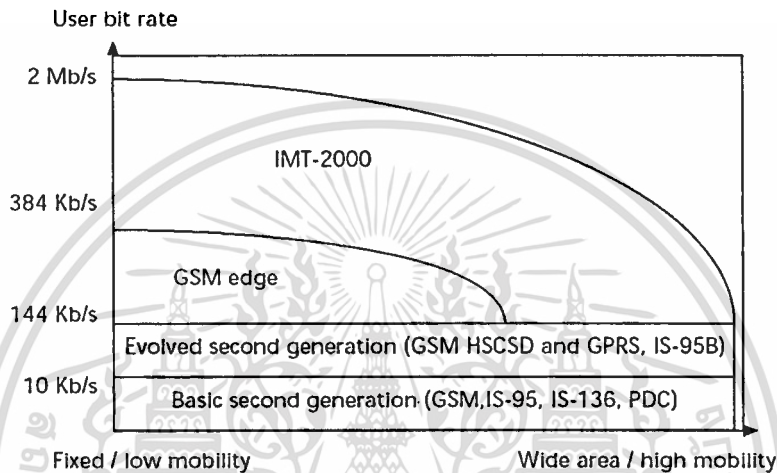 User bit rate
2 Mb/s
IMT-2000
384 Kb/s
GSM edge
144 Kb/s
Evolved second generation (GSM HSCSD and GPRS, IS-95B)
10 Kb/s
Basic second generation (GSM,IS-95, IS-136, PDC)
Fixed / low mobility
Wide area / high mobility